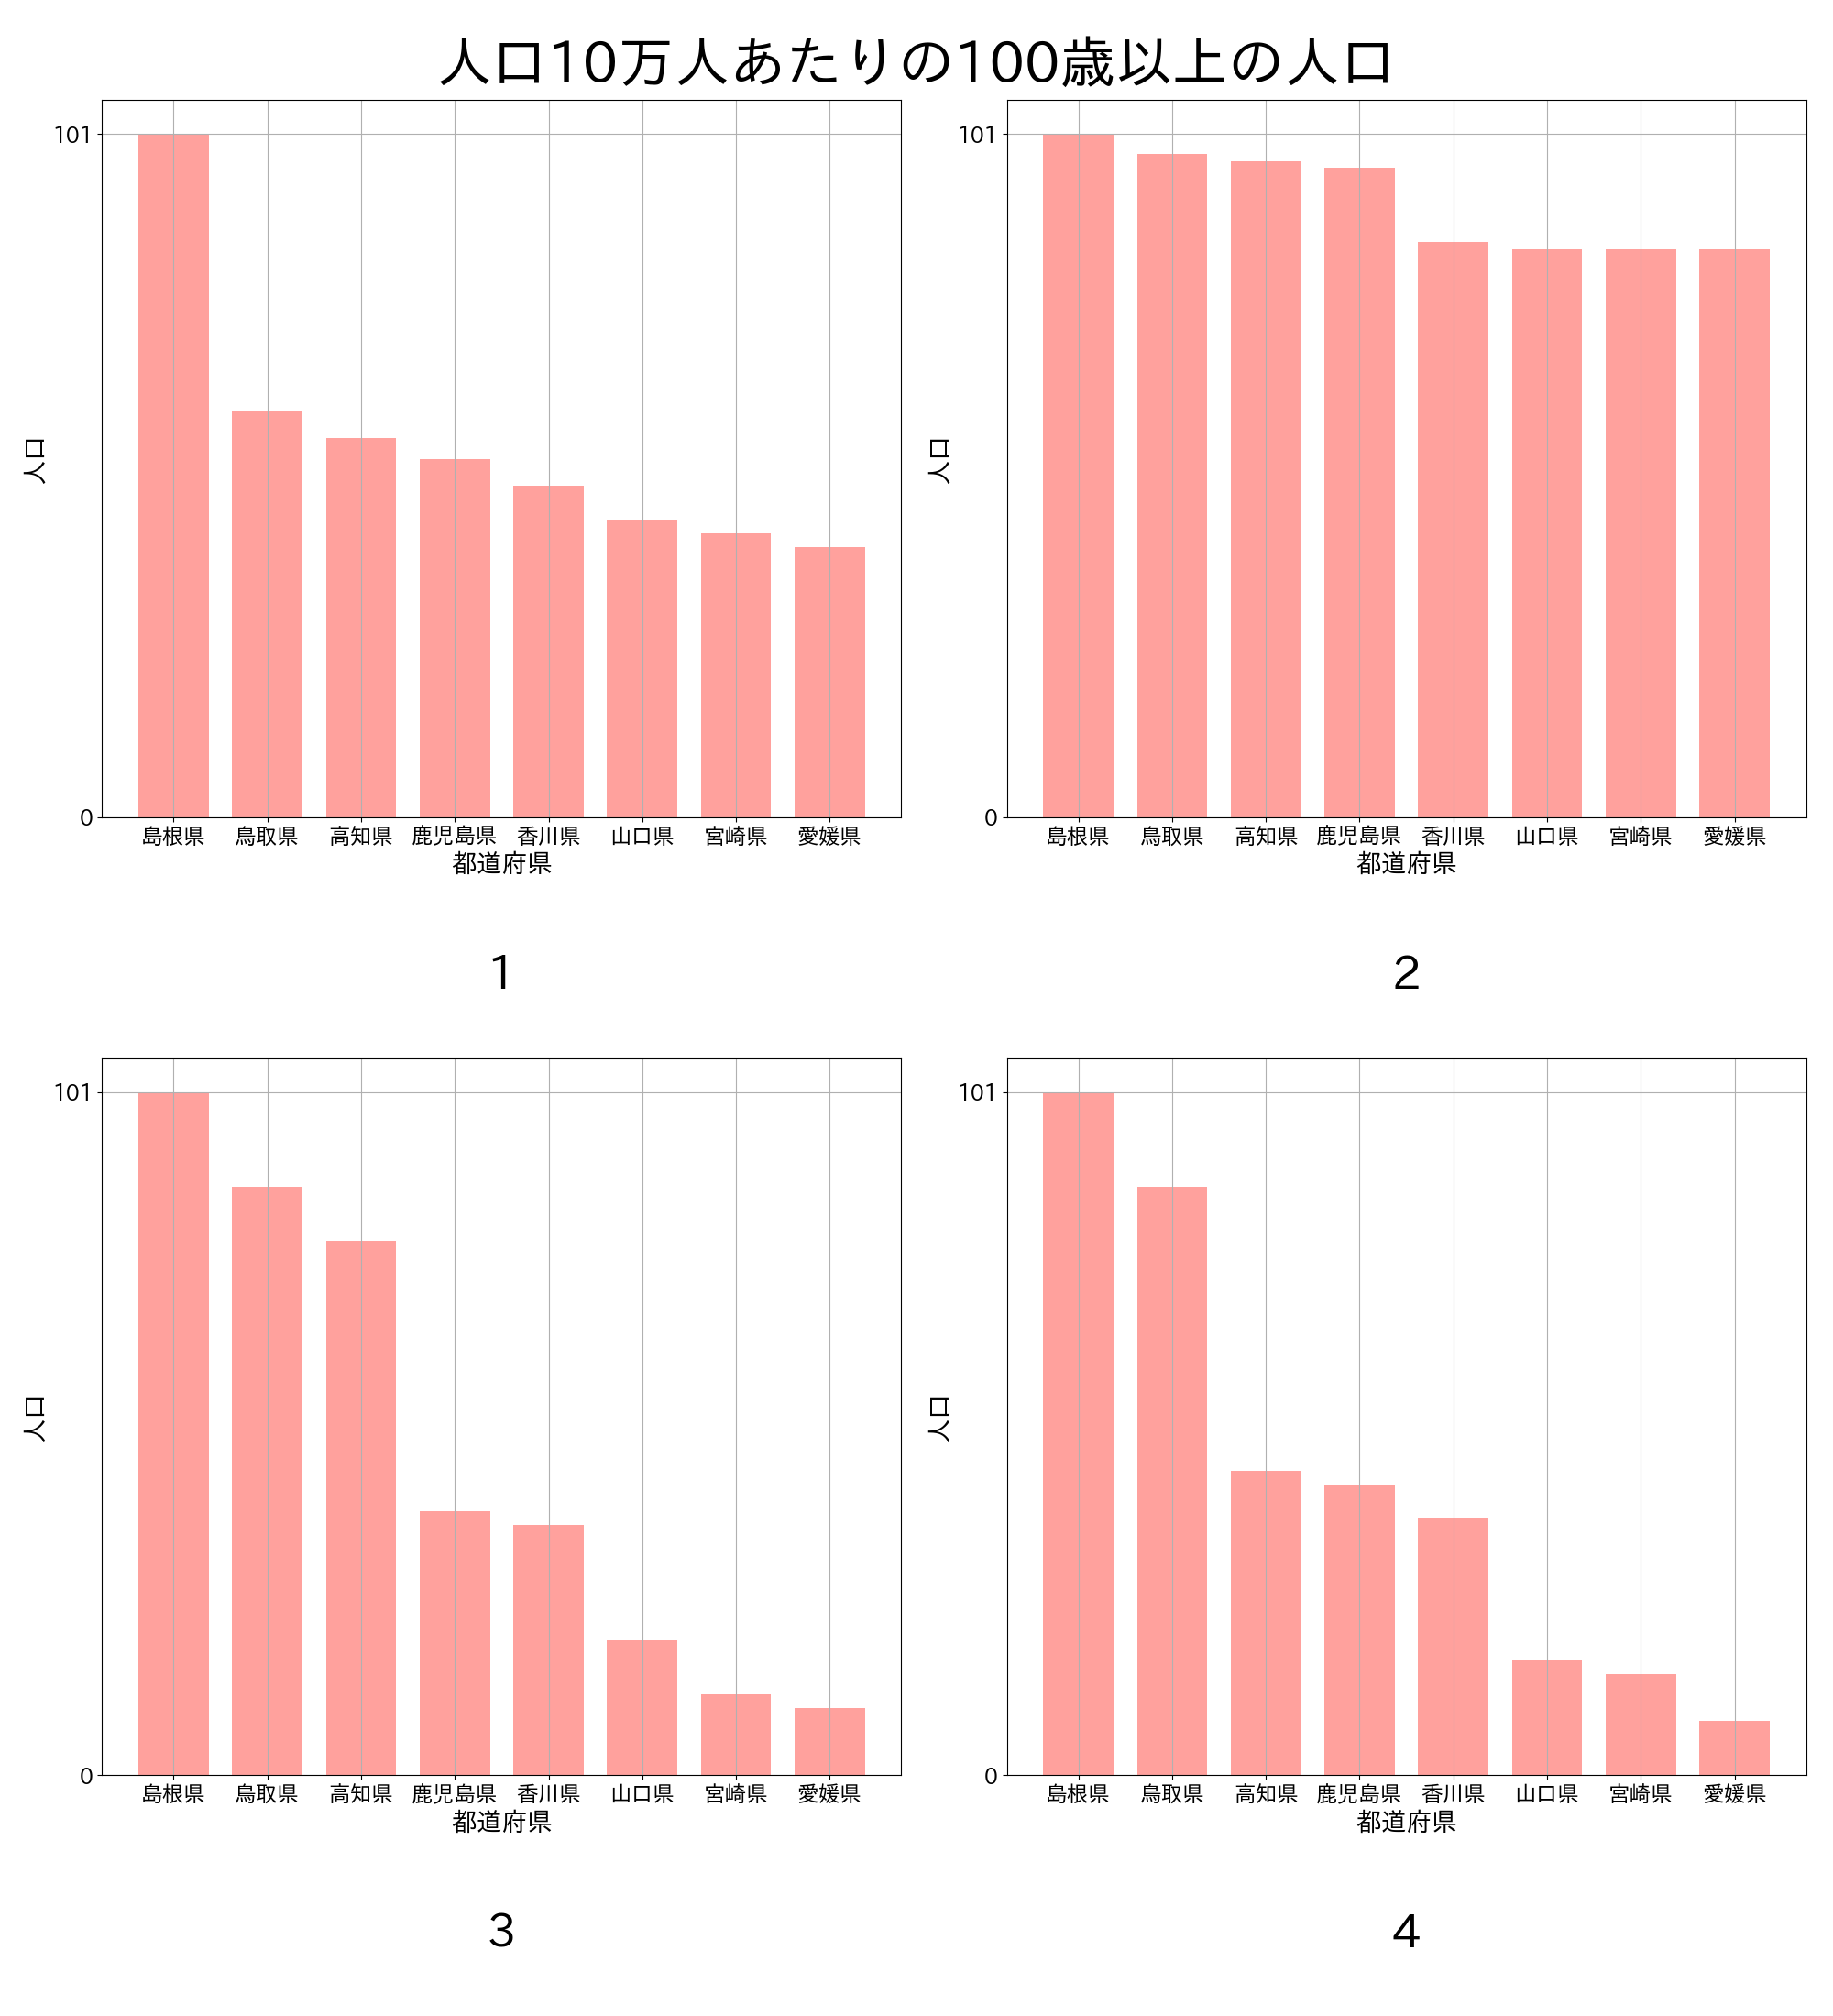 人口10万人あたりの100歳以上の人口
101
0
人口
島根県 鳥取県 高知県 鹿児島県 香川県 山口県 宮崎県 愛媛県
都道府県
1
101
0
人口
島根県 鳥取県 高知県 鹿児島県 香川県 山口県 宮崎県 愛媛県
都道府県
2
101
0
人口
島根県 鳥取県 高知県 鹿児島県 香川県 山口県 宮崎県 愛媛県
都道府県
3
101
0
人口
島根県 鳥取県 高知県 鹿児島県 香川県 山口県 宮崎県 愛媛県
都道府県
4